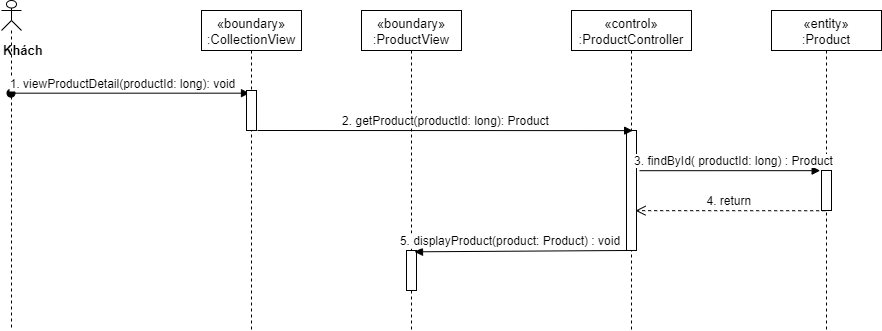 «boundary»
:CollectionView
«boundary»
:ProductView
«control»
:ProductController
«entity»
:Product
Khách
1. viewProductDetail(productId: long): void
2. getProduct(productId: long): Product
3. findById( productId: long) : Product
4. return
5. displayProduct(product: Product) : void